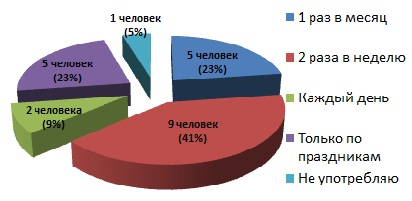 1 человек
(5%)
5 человек
(23%)
5 человек
(23%)
2 человека
(9%)
9 человек
(41%)
1 раз в месяц
2 раза в неделю
Каждый день
Только по
праздникам
Не употребляю